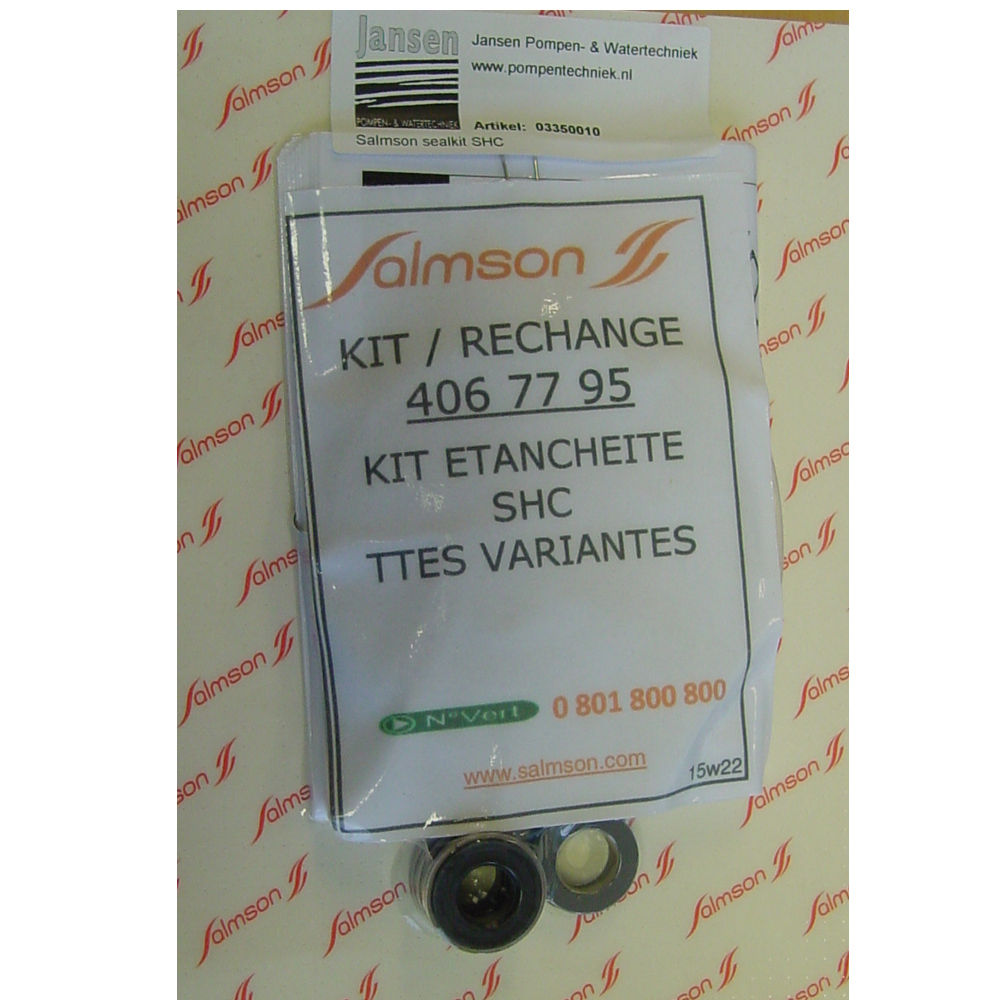 Jansen
POMPEN- & WATERTECHNIEK
Jansen Pompen- & Watertechniek
www.pompentechniek.nl
Artikel: 03350010
Salmson sealkit SHC
Salmson
KIT / RECHANGE
406 77 95
KIT ETANCHEITE
SHC
TTES VARIANTES
N°Vert 0 801 800 800
www.salmson.com
15w22